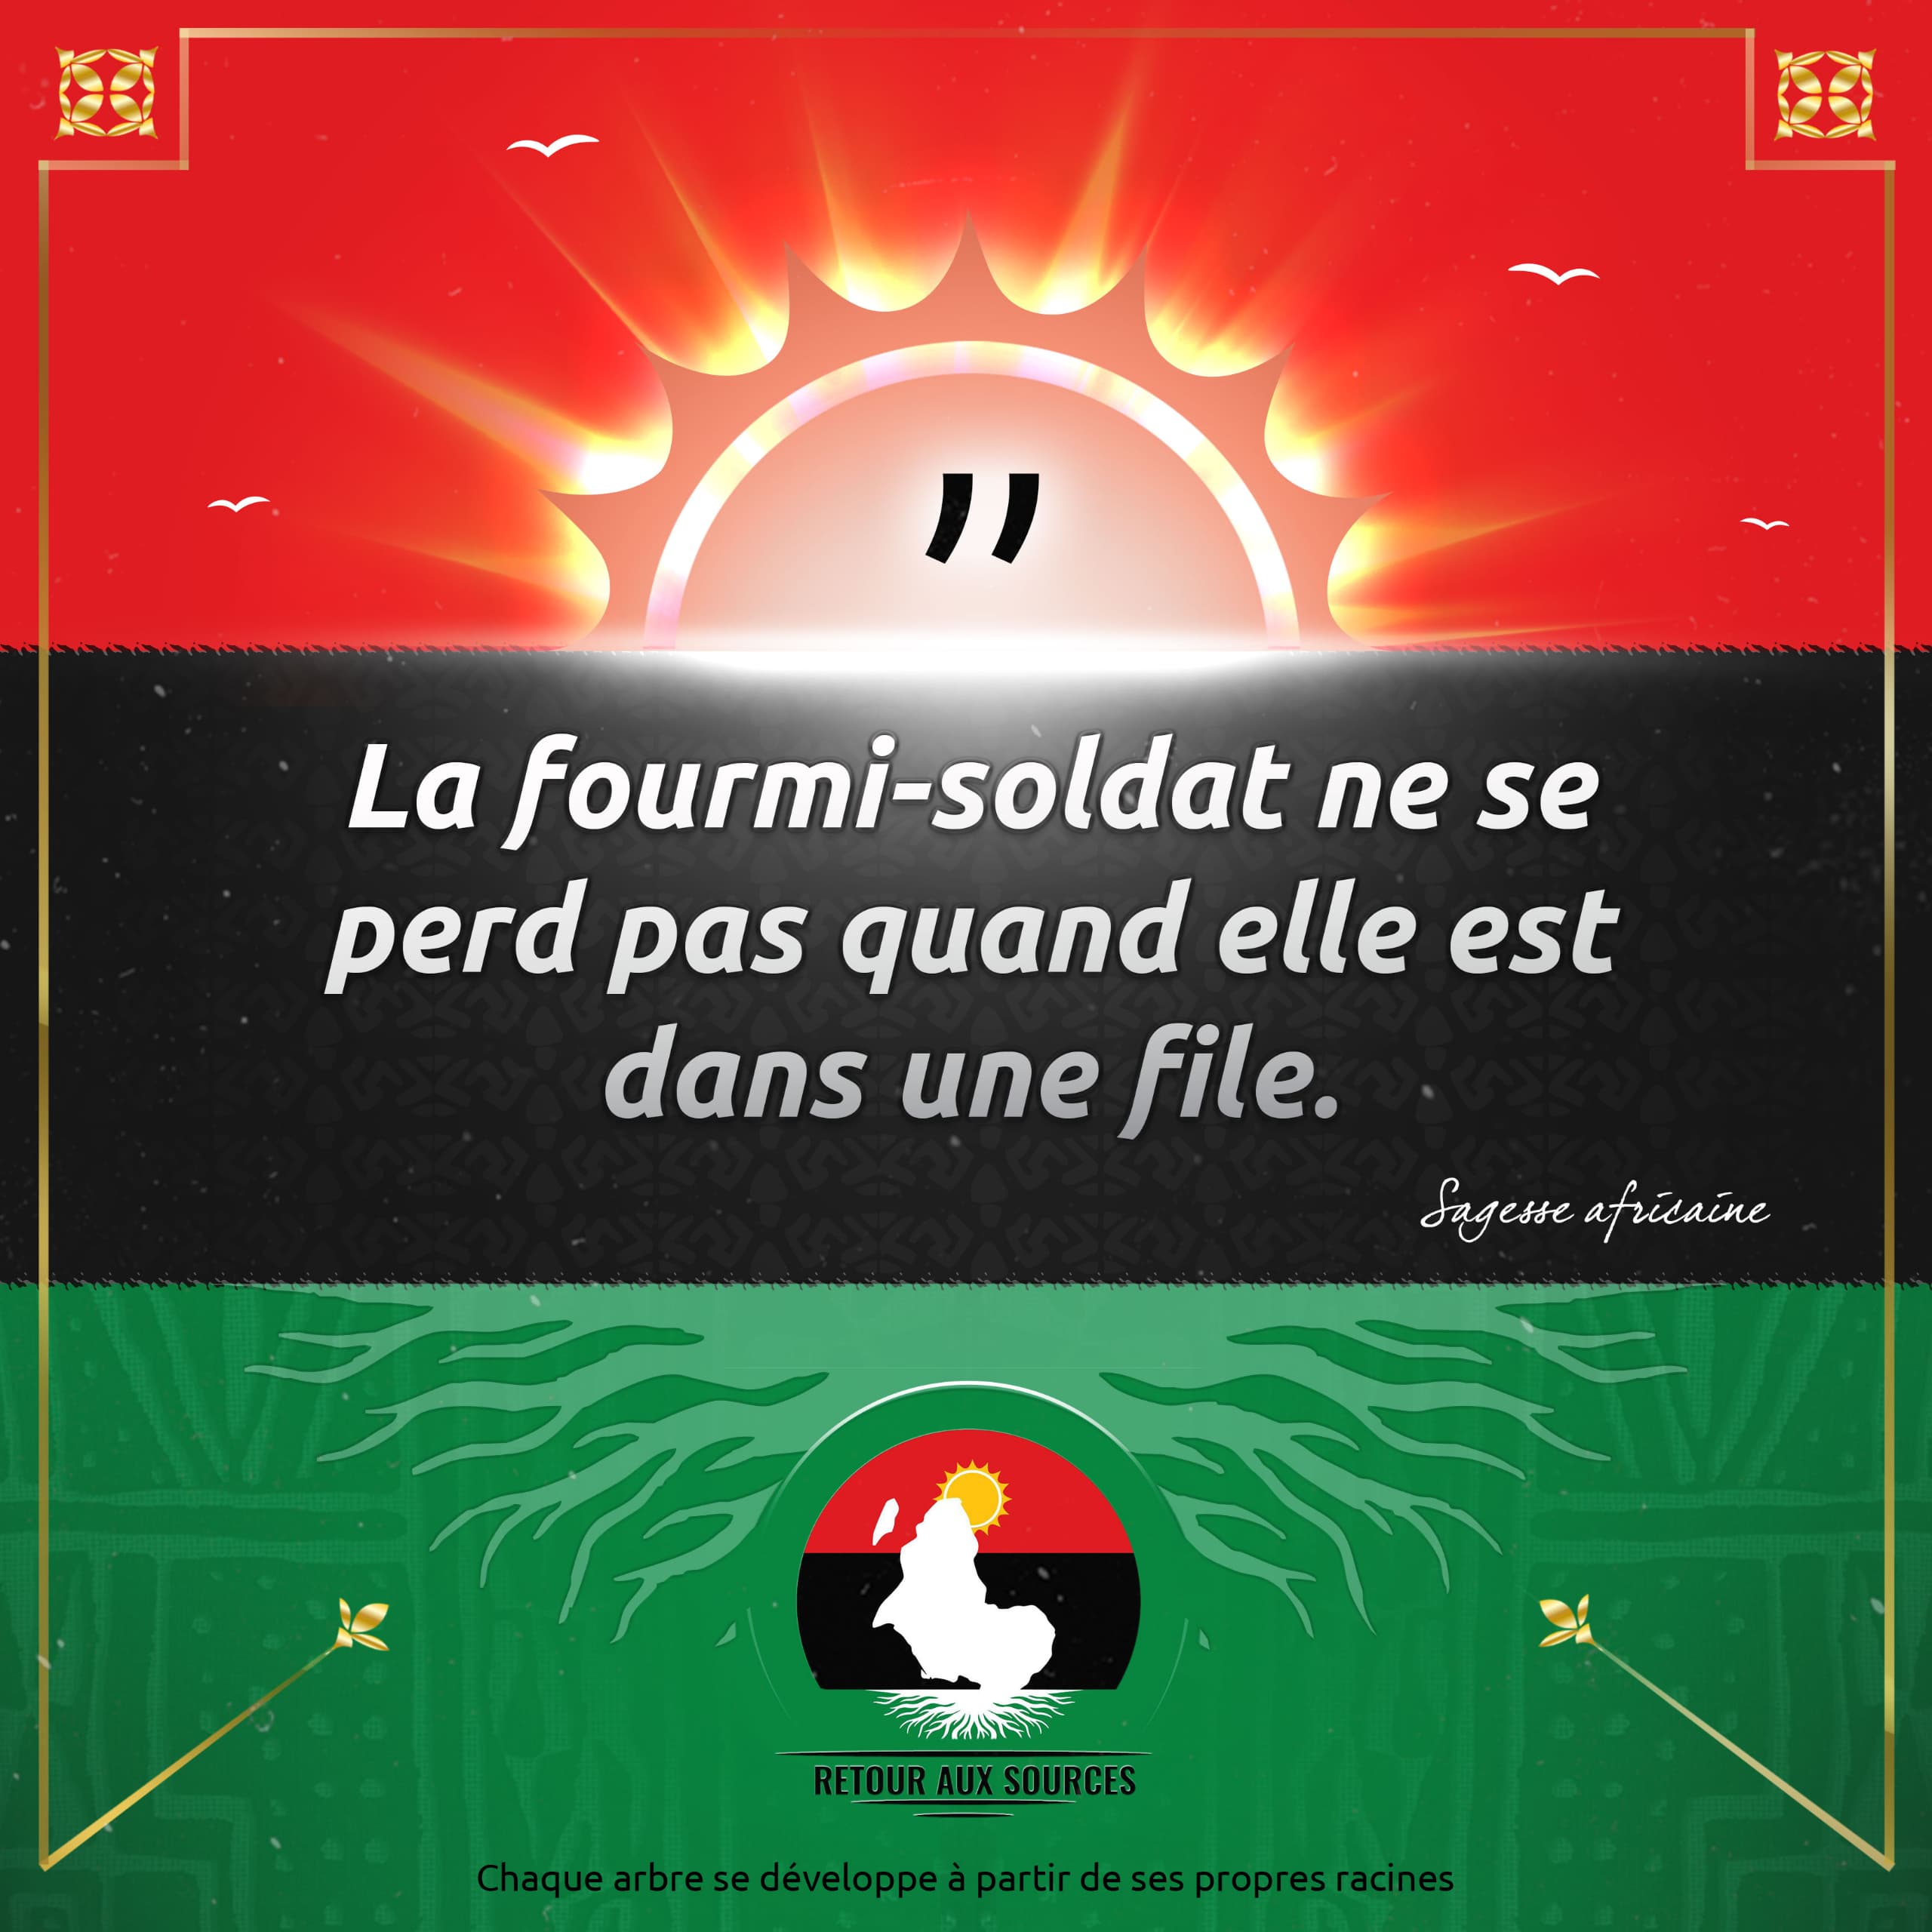 ”
La fourmi-soldat ne se
perd pas quand elle est
dans une file.
Sagesse africaine
RETOUR AUX SOURCES
Chaque arbre se développe à partir de ses propres racines